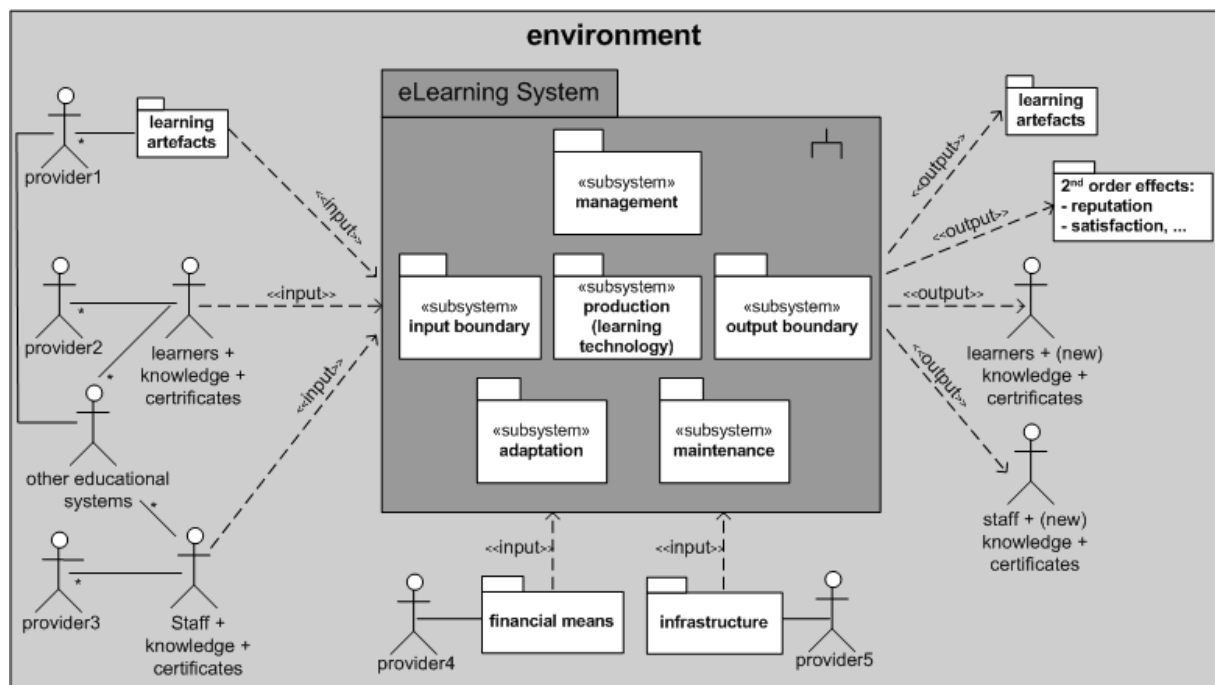 environment
eLearning System
learning
artefacts
*
provider1
<<input>>
«subsystem»
management
<<output>>
learning
artefacts
2nd order effects:
- reputation
- satisfaction, ...
<<output>>
*
provider2
<<input>>
learners +
knowledge +
certrificates
*
«subsystem»
input boundary
«subsystem»
production
(learning
technology)
«subsystem»
output boundary
<<output>>
learners + (new)
knowledge +
certificates
<<input>>
other educational
systems
*
«subsystem»
adaptation
«subsystem»
maintenance
<<output>>
staff + (new)
knowledge +
certificates
*
provider3
Staff +
knowledge +
certificates
<<input>>
<<input>>
financial means
provider4
infrastructure
provider5